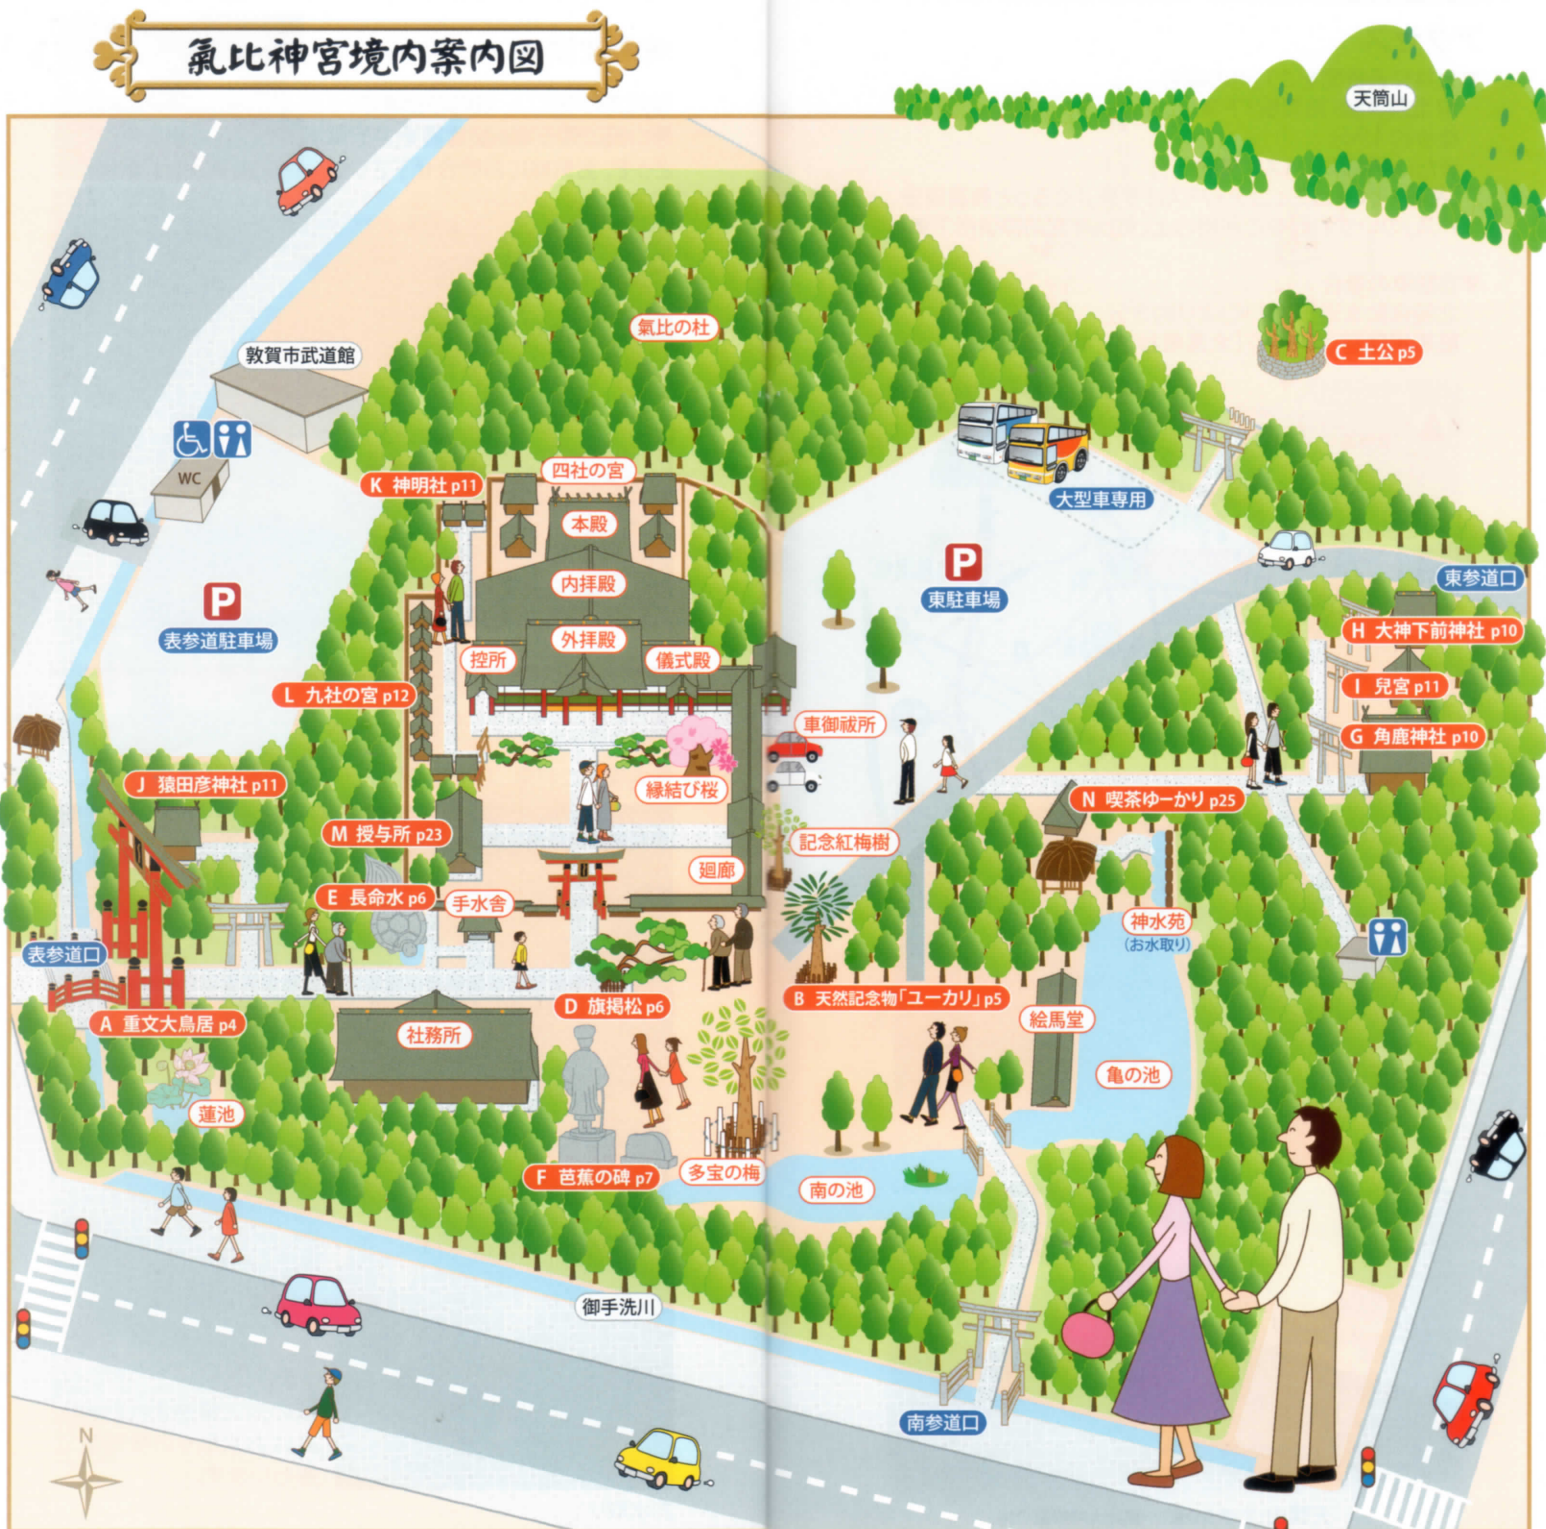 氣比神宮境内案内図
天筒山
氣比の杜
敦賀市武道館
C 土公 p5
WC
K 神明社 p11
四社の宮
本殿
大型車専用
内拝殿
P
東駐車場
東参道口
P
表参道駐車場
外拝殿
控所
儀式殿
H 大神下前神社 p10
L 九社の宮 p12
I 兒宮 p11
車御祓所
G 角鹿神社 p10
J 猿田彦神社 p11
縁結び桜
N 喫茶ゆーかり p25
M 授与所 p23
記念紅梅樹
廻廊
E 長命水 p6
手水舎
神水苑
(お水取り)
表参道口
B 天然記念物「ユーカリ」p5
D 旗掲松 p6
A 重文大鳥居 p4
社務所
絵馬堂
亀の池
蓮池
F 芭蕉の碑 p7
多宝の梅
南の池
御手洗川
南参道口
N